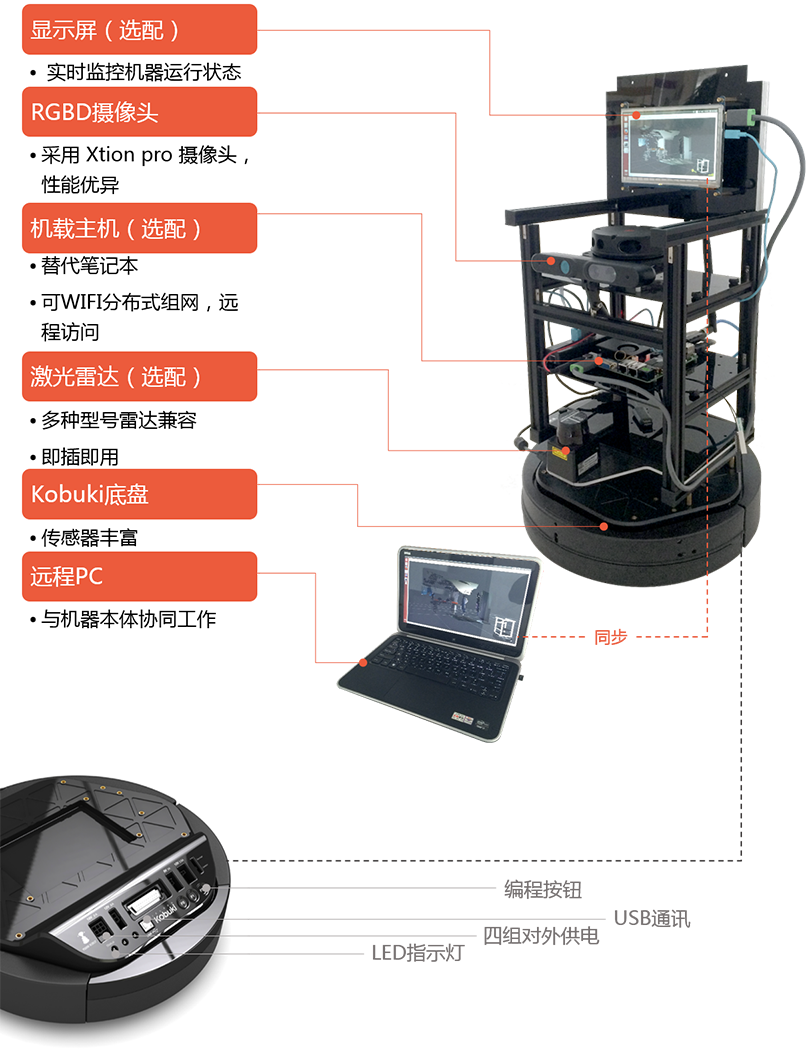 显示屏（选配）
• 实时监控机器运行状态
RGBD摄像头
• 采用 Xtion pro 摄像头，
性能优异
机载主机（选配）
• 替代笔记本
• 可WIFI分布式组网，远
程访问
激光雷达（选配）
• 多种型号雷达兼容
• 即插即用
Kobuki底盘
• 传感器丰富
远程PC
• 与机器本体协同工作
同步
Kobuki
编程按钮
USB通讯
四组对外供电
LED指示灯